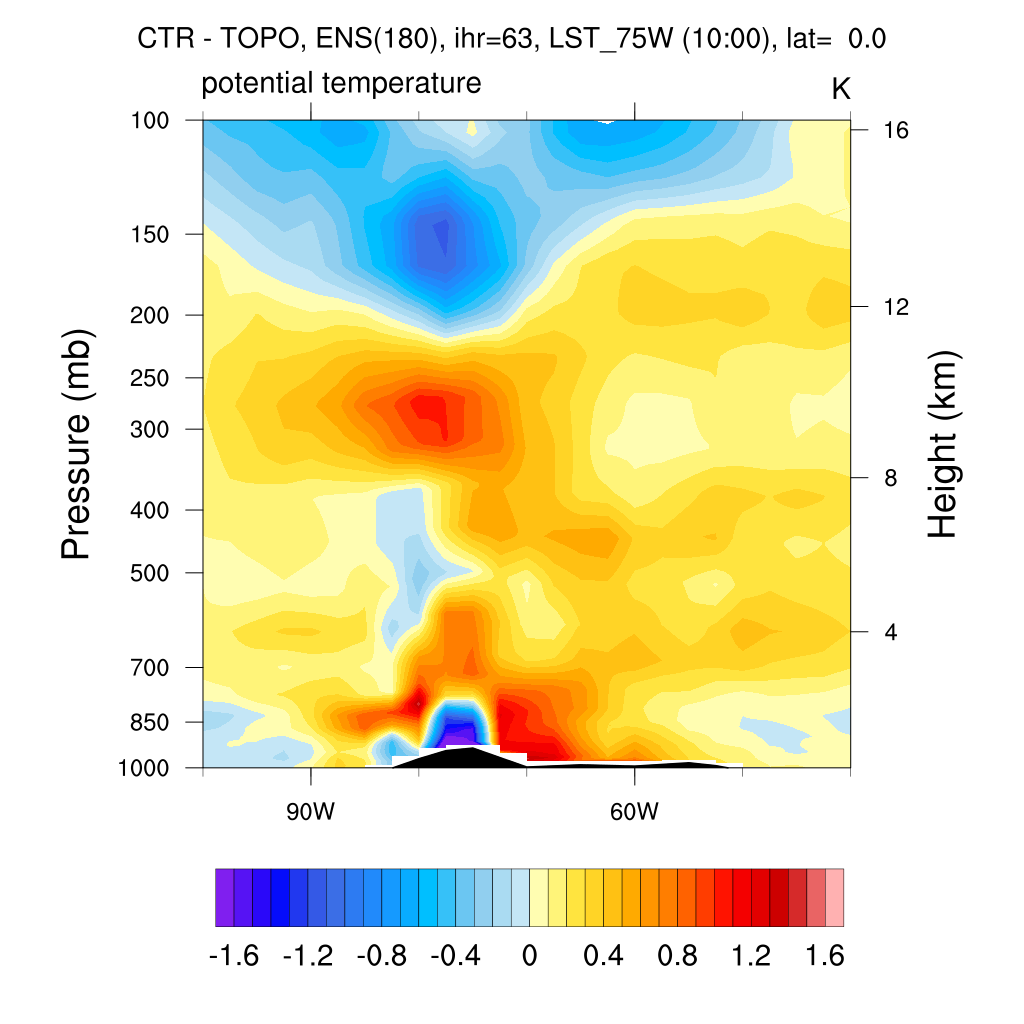 CTR - TOPO, ENS(180), ihr=63, LST_75W (10:00), lat=  0.0
potential temperature K
100
150
200
250
300
400
500
700
850
1000
Pressure (mb)
16
12
8
4
Height (km)
90W 60W
-1.6 -1.2 -0.8 -0.4 0 0.4 0.8 1.2 1.6